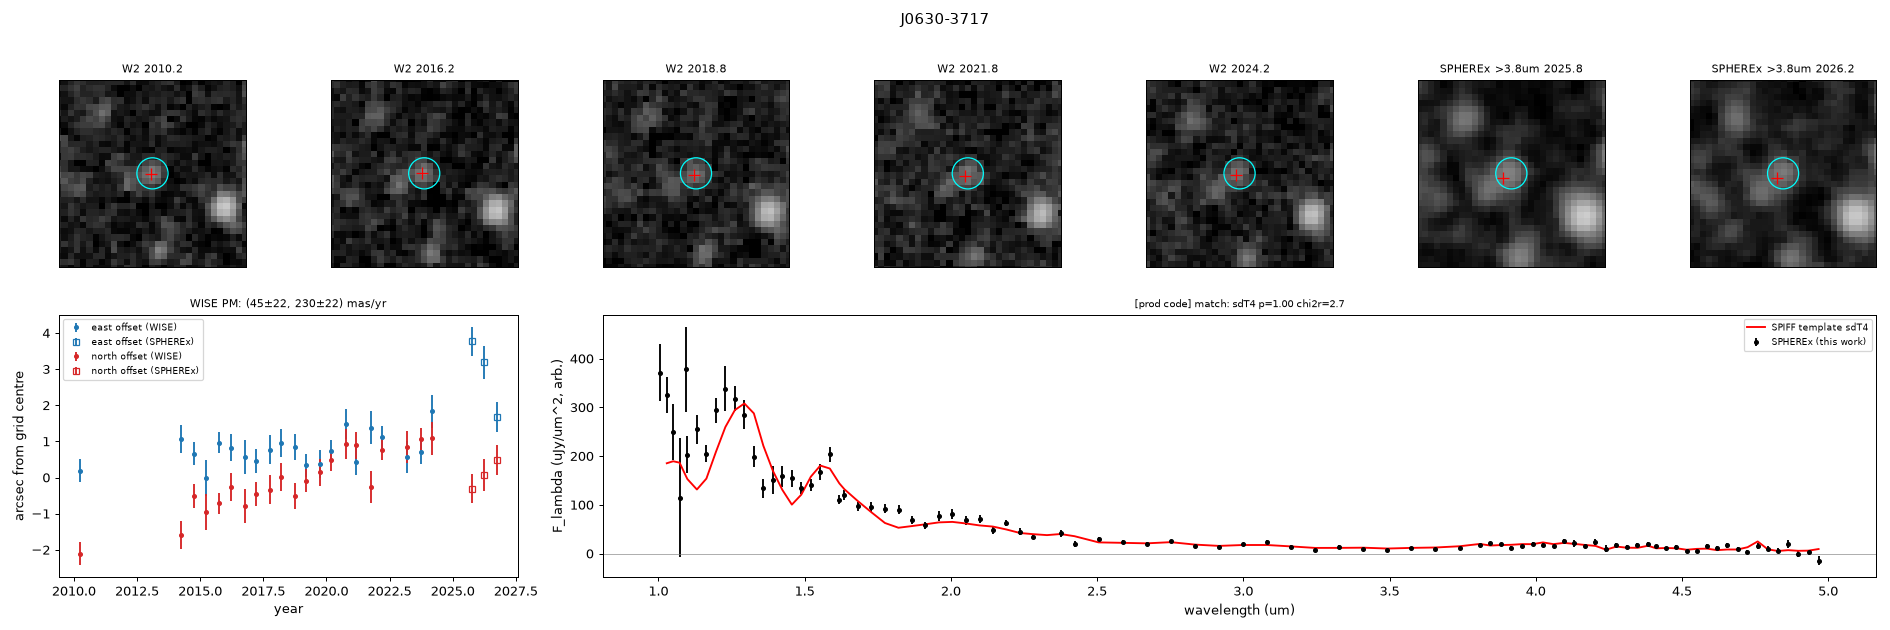 J0630-3717
W2 2010.2
W2 2016.2
W2 2018.8
W2 2021.8
W2 2024.2
SPHEREx >3.8um 2025.8
SPHEREx >3.8um 2026.2
WISE PM: (45±22, 230±22) mas/yr
east offset (WISE)
east offset (SPHEREx)
north offset (WISE)
north offset (SPHEREx)
arcsec from grid centre
4
3
2
1
0
−1
−2
2010.0 2012.5 2015.0 2017.5 2020.0 2022.5 2025.0 2027.5
year
[prod code] match: sdT4 p=1.00 chi2r=2.7
SPIFF template sdT4
SPHEREx (this work)
F_lambda (uJy/um^2, arb.)
400
300
200
100
0
1.0 1.5 2.0 2.5 3.0 3.5 4.0 4.5 5.0
wavelength (um)